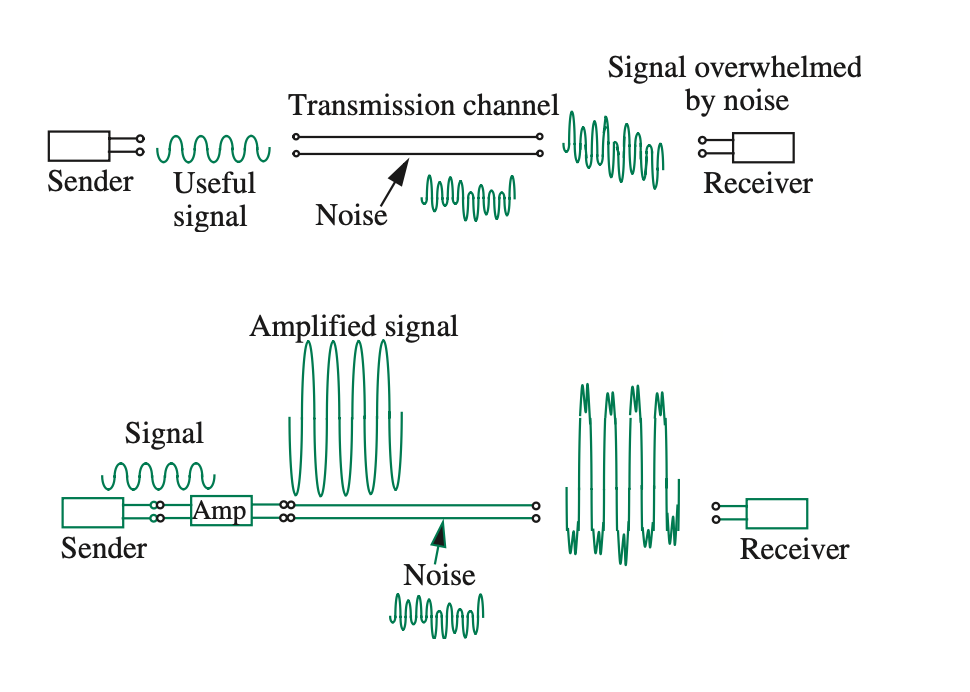 Signal overwhelmed
by noise
Transmission channel
Sender
Useful
signal
Noise
Receiver
Amplified signal
Signal
Amp
Sender
Noise
Receiver